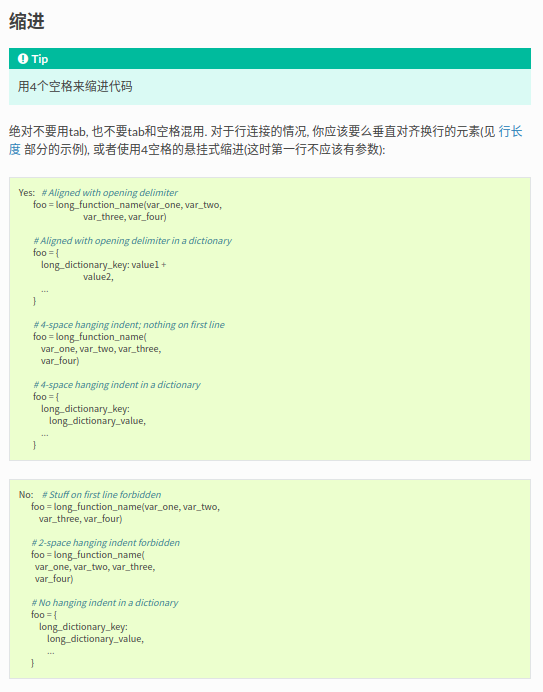 缩进
Tip
用4个空格来缩进代码
绝对不要用tab, 也不要tab和空格混用. 对于行连接的情况, 你应该要么垂直对齐换行的元素(见 行长
度 部分的示例), 或者使用4空格的悬挂式缩进(这时第一行不应该有参数):
Yes:   # Aligned with opening delimiter
       foo = long_function_name(var_one, var_two,
                                var_three, var_four)
       # Aligned with opening delimiter in a dictionary
       foo = {
           long_dictionary_key: value1 +
                                value2,
           ...
       }
       # 4-space hanging indent; nothing on first line
       foo = long_function_name(
           var_one, var_two, var_three,
           var_four)
       # 4-space hanging indent in a dictionary
       foo = {
           long_dictionary_key:
               long_dictionary_value,
           ...
       }
No:    # Stuff on first line forbidden
      foo = long_function_name(var_one, var_two,
          var_three, var_four)
      # 2-space hanging indent forbidden
      foo = long_function_name(
        var_one, var_two, var_three,
        var_four)
      # No hanging indent in a dictionary
      foo = {
          long_dictionary_key:
              long_dictionary_value,
              ...
      }